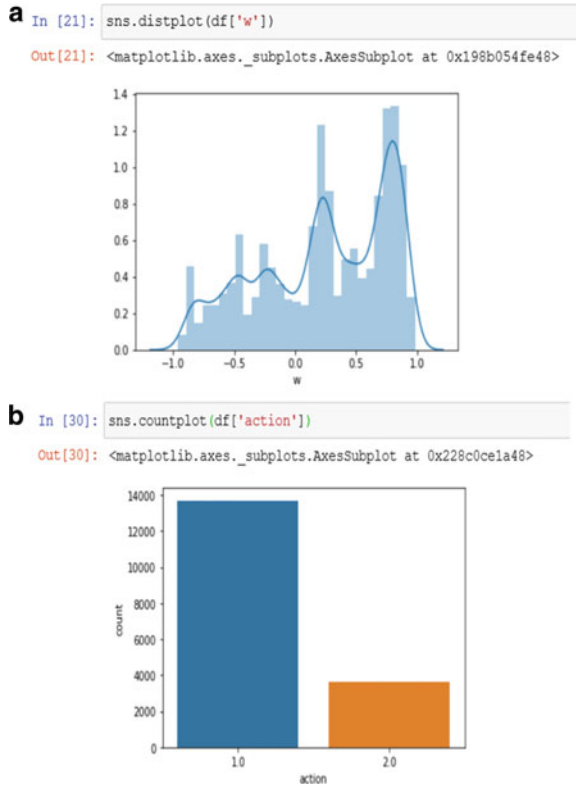 a
In [21]: sns.distplot(df['w'])
Out[21]: <matplotlib.axes._subplots.AxesSubplot at 0x198b054fe48>
1.4
1.2
1.0
0.8
0.6
0.4
0.2
0.0
-1.0 -0.5 0.0 0.5 1.0
w
b
In [30]: sns.countplot(df['action'])
Out[30]: <matplotlib.axes._subplots.AxesSubplot at 0x228c0ce1a48>
14000
12000
10000
8000
6000
4000
2000
0
count
1.0 2.0
action